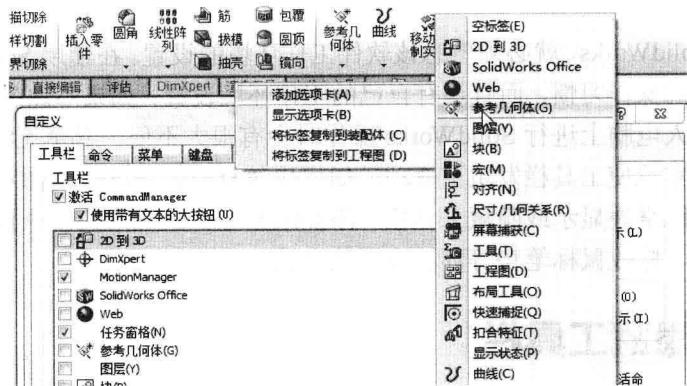 描切除
样切割
界切除
插入零件
圆角
线性阵列
筋
拔模
抽壳
包覆
圆顶
镜向
参考几何体
曲线
直接编辑 评估 DimXpert
添加选项卡(A)
显示选项卡(B)
将标签复制到装配体 (C)
将标签复制到工程图 (D)
空标签(E)
2D 到 3D
SolidWorks Office
Web
参考几何体(G)
图层(Y)
块(B)
宏(M)
对齐(N)
尺寸/几何关系(R)
屏幕捕获(C)
工具(T)
工程图(D)
布局工具(O)
快速捕捉(Q)
扣合特征(T)
显示状态(P)
曲线(C)
自定义
工具栏 命令 菜单 键盘
工具栏
激活 CommandManager
使用带有文本的大按钮(U)
2D 到 3D
DimXpert
MotionManager
SolidWorks Office
Web
任务窗格(N)
参考几何体(G)
图层(Y)
块(B)
示(L)
(O)
示(I)
活命